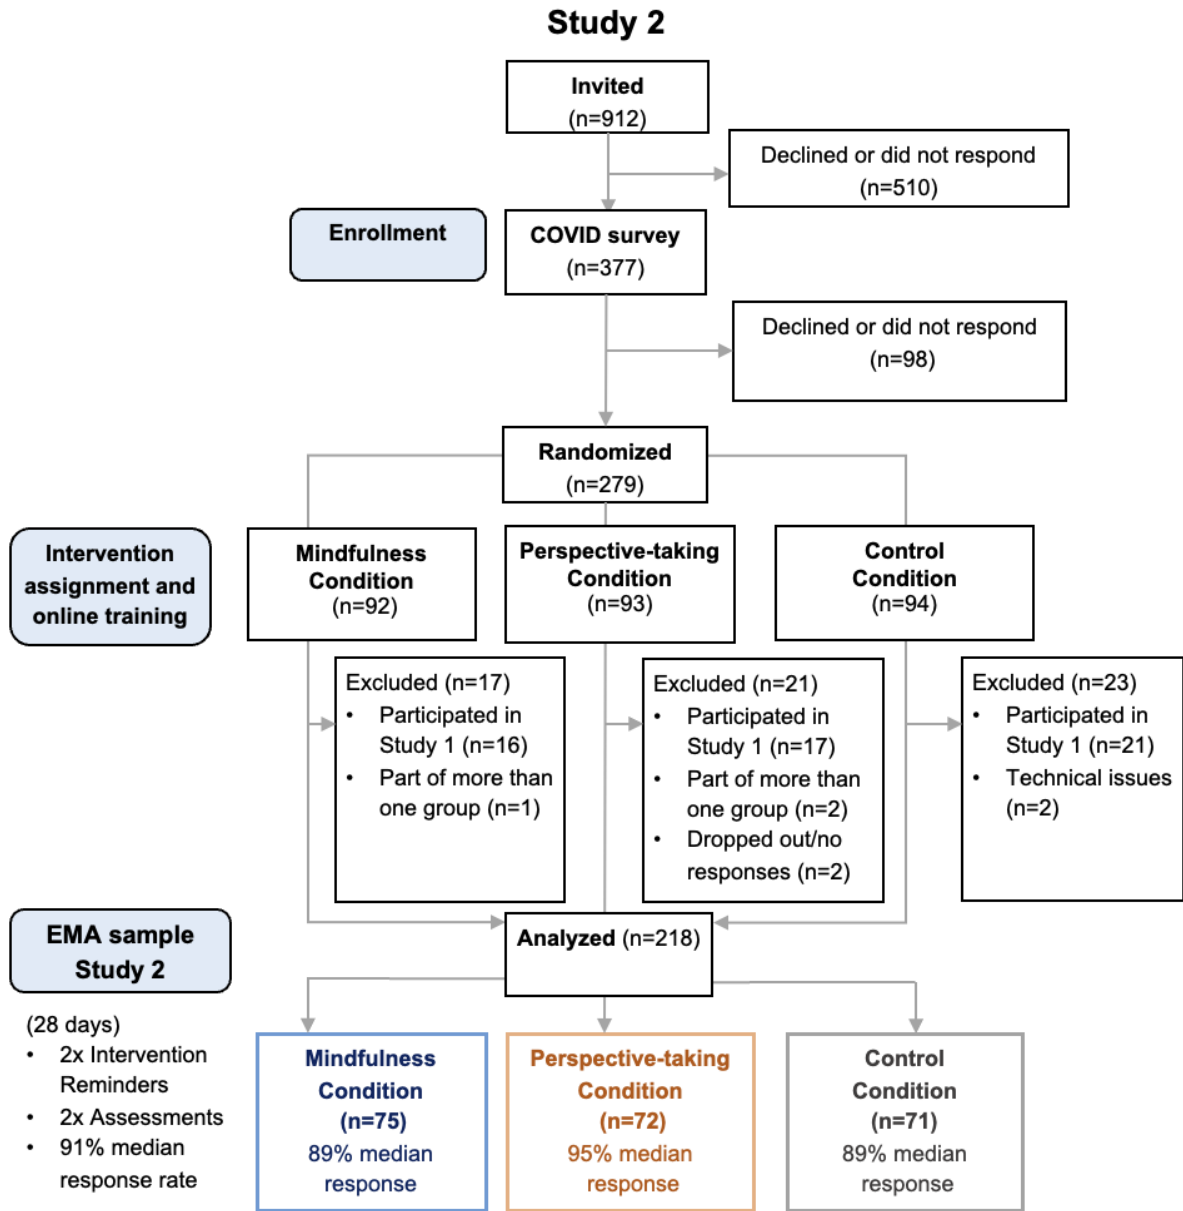 Study 2
Invited
(n=912)
Declined or did not respond
(n=510)
Enrollment
COVID survey
(n=377)
Declined or did not respond
(n=98)
Randomized
(n=279)
Intervention
assignment and
online training
Mindfulness
Condition
(n=92)
Perspective-taking
Condition
(n=93)
Control
Condition
(n=94)
Excluded (n=17)
• Participated in
Study 1 (n=16)
• Part of more than
one group (n=1)
Excluded (n=21)
• Participated in
Study 1 (n=17)
• Part of more than
one group (n=2)
• Dropped out/no
responses (n=2)
Excluded (n=23)
• Participated in
Study 1 (n=21)
• Technical issues
(n=2)
EMA sample
Study 2
Analyzed (n=218)
(28 days)
• 2x Intervention
Reminders
• 2x Assessments
• 91% median
response rate
Mindfulness
Condition
(n=75)
89% median
response
Perspective-taking
Condition
(n=72)
95% median
response
Control
Condition
(n=71)
89% median
response